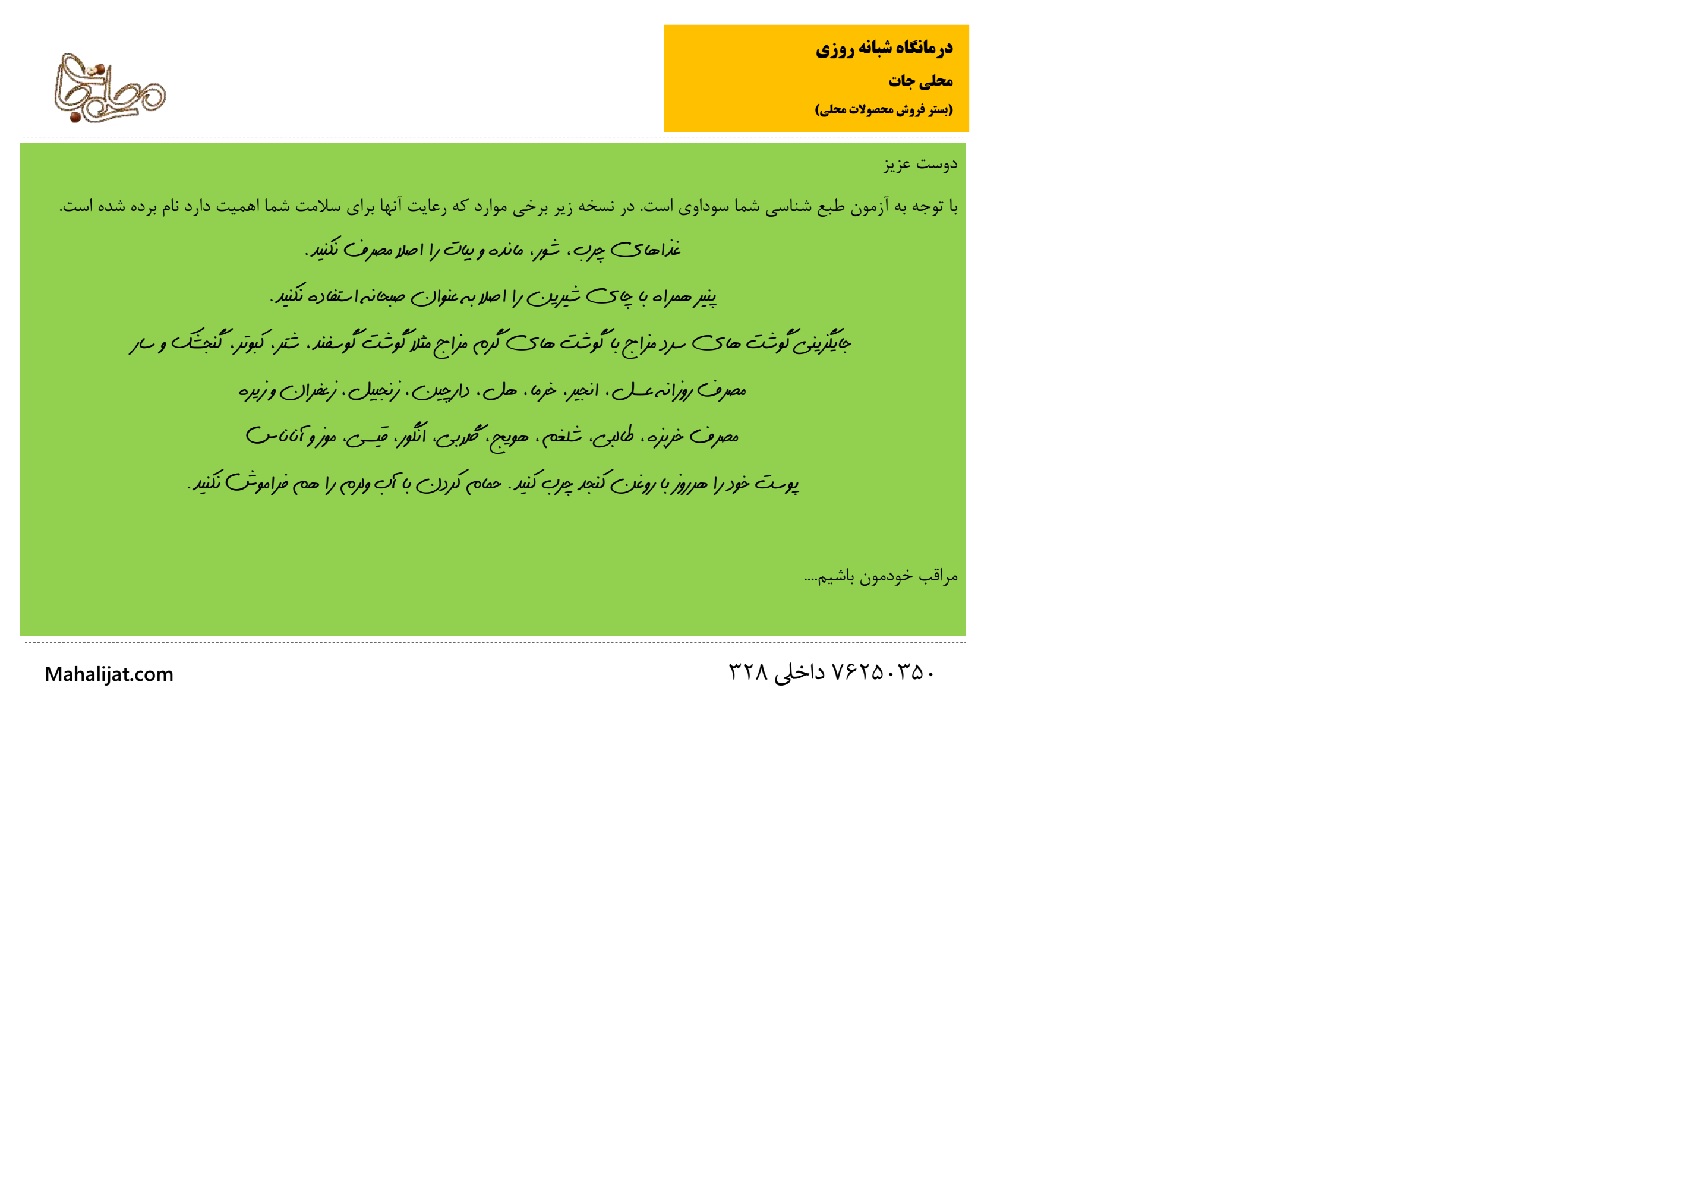 درمانگاه شبانه روزی
محلی جات
(بستر فروش محصولات محلی)
محلیجات
دوست عزیز
با توجه به آزمون طبع شناسی شما سوداوی است. در نسخه زیر برخی موارد که رعایت آنها برای سلامت شما اهمیت دارد نام برده شده است.
غذاهای چرب، شور، مانده و بیات را اصلا مصرف نکنید.
پنیر همراه با چای شیرین را اصلا به عنوان صبحانه استفاده نکنید.
جایگزینی گوشت های سرد مزاج با گوشت های گرم مزاج مثلا گوشت گوسفند، شتر، کبوتر، گنجشک و سار
مصرف روزانه عسل، انجیر، خرما، هل، دارچین، زنجبیل، زعفران و زیره
مصرف خربزه، طالبی، شلغم، هویج، گلابی، انگور، قیسی، موز و آناناس
پوست خود را هرروز با روغن کنجد چرب کنید. حمام کردن با آب ولرم را هم فراموش نکنید.
مراقب خودمون باشیم....
۷۶۲۵۰۳۵۰ داخلی ۳۲۸
Mahalijat.com